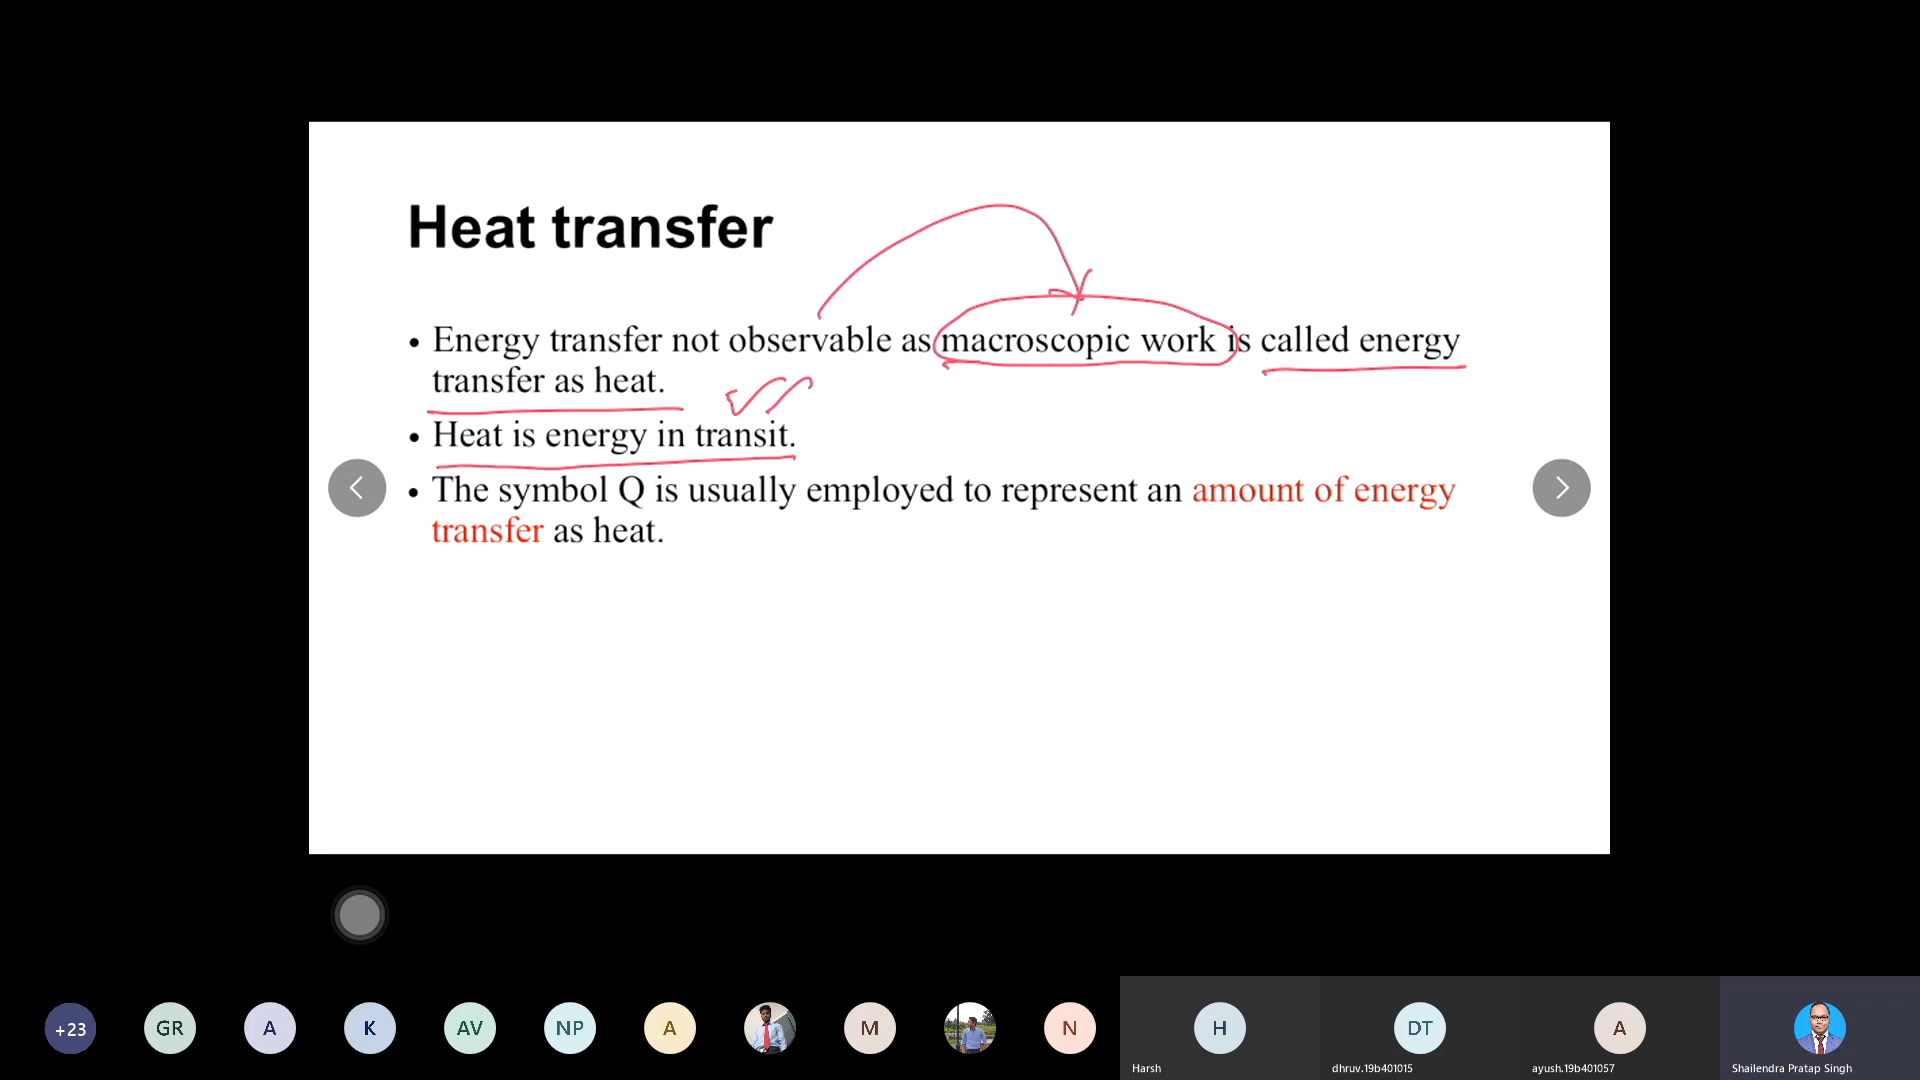 Heat transfer
• Energy transfer not observable as macroscopic work is called energy
transfer as heat.
• Heat is energy in transit.
• The symbol Q is usually employed to represent an amount of energy
transfer as heat.
+23 GR A K AV NP A M N H DT A
Harsh dhruv.19b401015 ayush.19b401057 Shailendra Pratap Singh